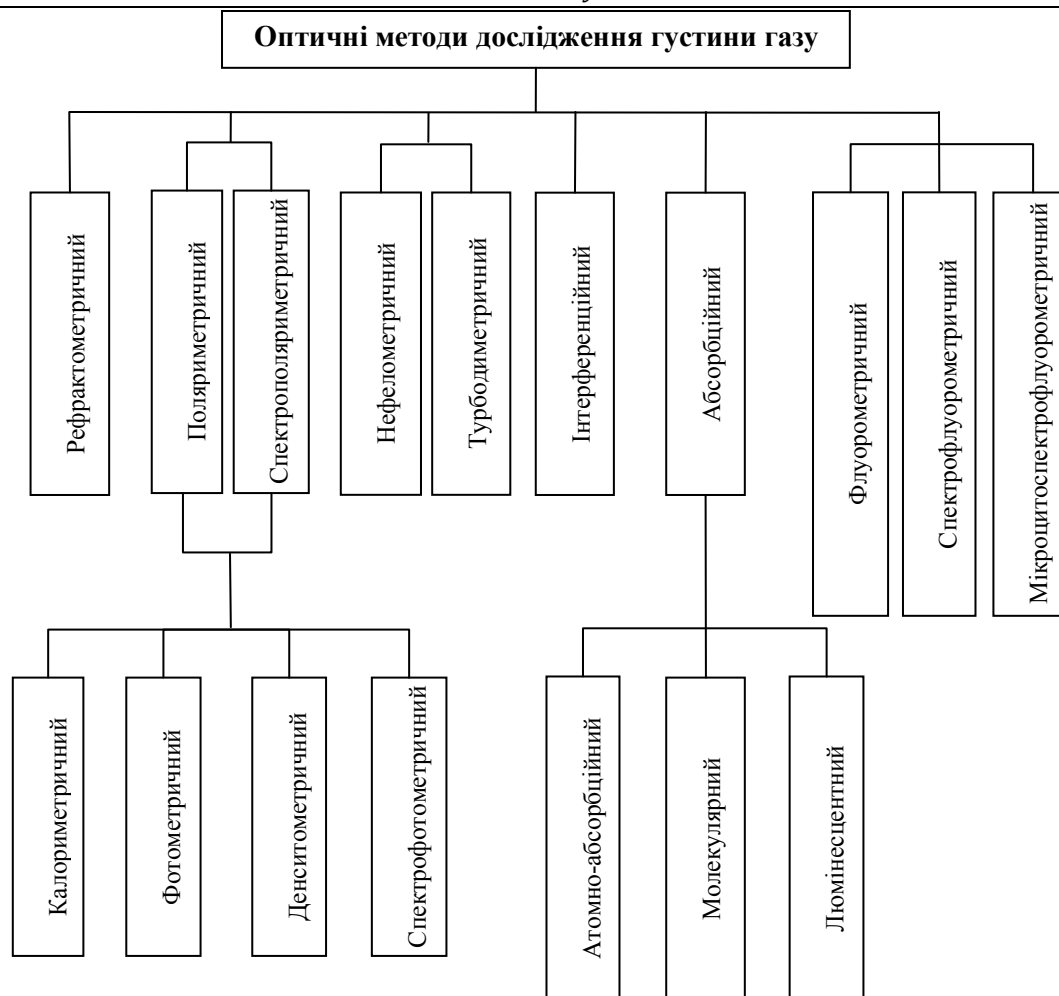 Оптичні методи дослідження густини газу
Рефрактометричний
Поляриметричний
Спектрополяриметричний
Нефелометричний
Турбодиметричний
Інтерференційний
Абсорбційний
Флуорометричний
Спектрофлуорометричний
Мікроцитоспектрофлуорометричний
Калориметричний
Фотометричний
Денситометричний
Спектрофотометричний
Атомно-абсорбційний
Молекулярний
Люмінесцентний